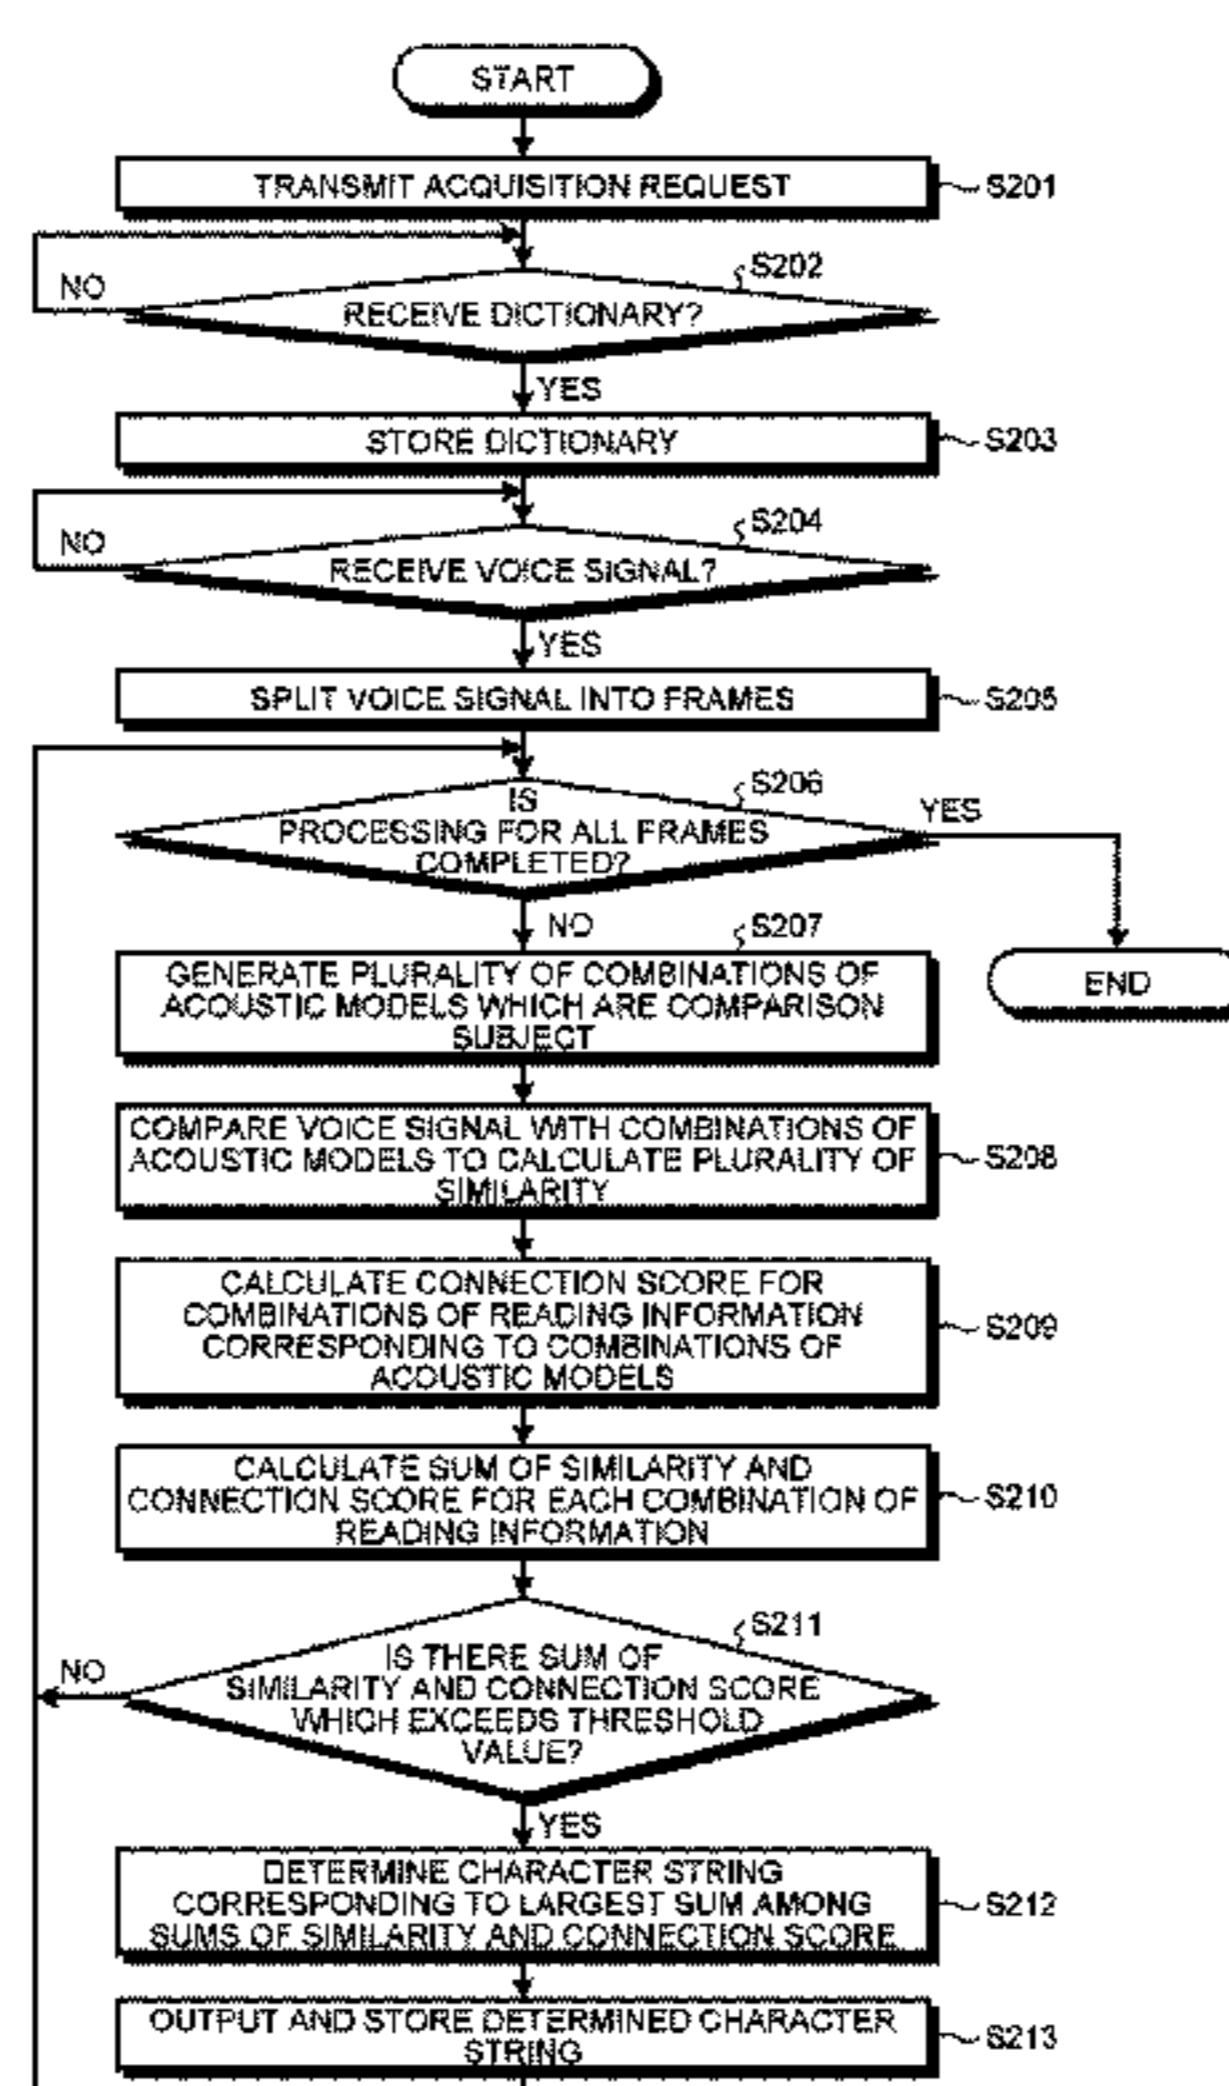 START
TRANSMIT ACQUISITION REQUEST
S201
S202
NO
RECEIVE DICTIONARY?
YES
STORE DICTIONARY
S203
S204
NO
RECEIVE VOICE SIGNAL?
YES
SPLIT VOICE SIGNAL INTO FRAMES
S205
S206
IS
PROCESSING FOR ALL FRAMES
COMPLETED?
YES
NO
S207
GENERATE PLURALITY OF COMBINATIONS OF
ACOUSTIC MODELS WHICH ARE COMPARISON
SUBJECT
END
COMPARE VOICE SIGNAL WITH COMBINATIONS OF
ACOUSTIC MODELS TO CALCULATE PLURALITY OF
SIMILARITY
S208
CALCULATE CONNECTION SCORE FOR
COMBINATIONS OF READING INFORMATION
CORRESPONDING TO COMBINATIONS OF
ACOUSTIC MODELS
S209
CALCULATE SUM OF SIMILARITY AND
CONNECTION SCORE FOR EACH COMBINATION OF
READING INFORMATION
S210
S211
NO
IS THERE SUM OF
SIMILARITY AND CONNECTION SCORE
WHICH EXCEEDS THRESHOLD
VALUE?
YES
DETERMINE CHARACTER STRING
CORRESPONDING TO LARGEST SUM AMONG
SUMS OF SIMILARITY AND CONNECTION SCORE
S212
OUTPUT AND STORE DETERMINED CHARACTER
STRING
S213